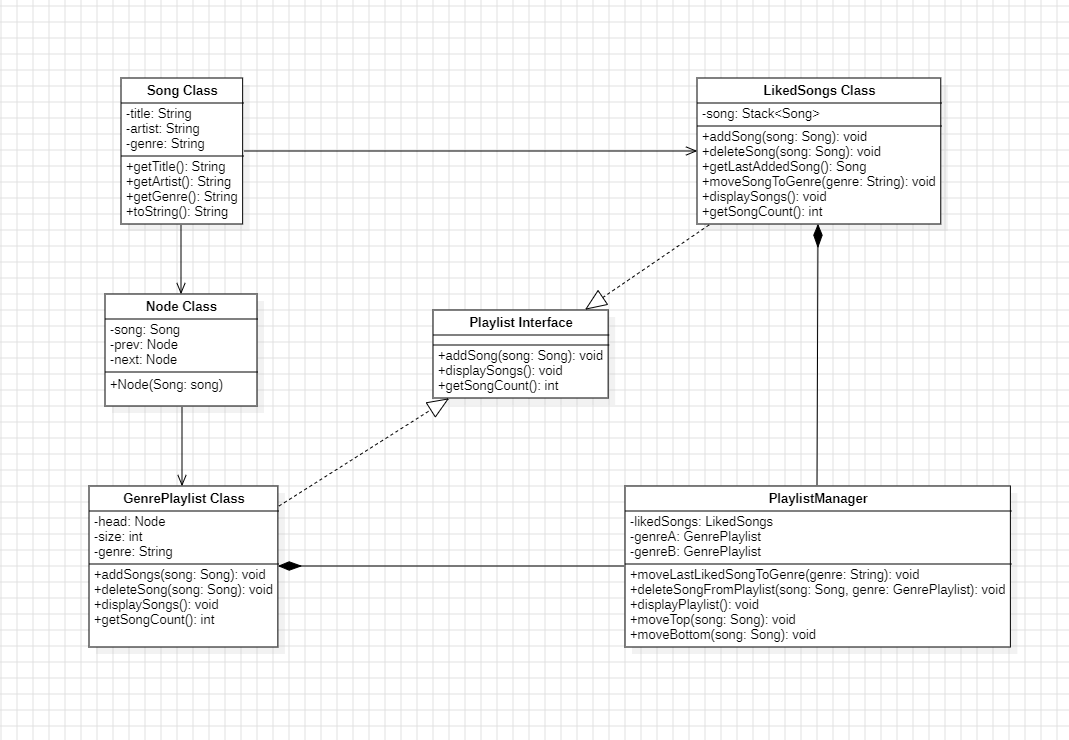 Song Class
-title: String
-artist: String
-genre: String
+getTitle(): String
+getArtist(): String
+getGenre(): String
+toString(): String
LikedSongs Class
-song: Stack<Song>
+addSong(song: Song): void
+deleteSong(song: Song): void
+getLastAddedSong(): Song
+moveSongToGenre(genre: String): void
+displaySongs(): void
+getSongCount(): int
Node Class
-song: Song
-prev: Node
-next: Node
+Node(Song: song)
Playlist Interface
+addSong(song: Song): void
+displaySongs(): void
+getSongCount(): int
GenrePlaylist Class
-head: Node
-size: int
-genre: String
+addSongs(song: Song): void
+deleteSong(song: Song): void
+displaySongs(): void
+getSongCount(): int
PlaylistManager
-likedSongs: LikedSongs
-genreA: GenrePlaylist
-genreB: GenrePlaylist
+moveLastLikedSongToGenre(genre: String): void
+deleteSongFromPlaylist(song: Song, genre: GenrePlaylist): void
+displayPlaylist(): void
+moveTop(song: Song): void
+moveBottom(song: Song): void